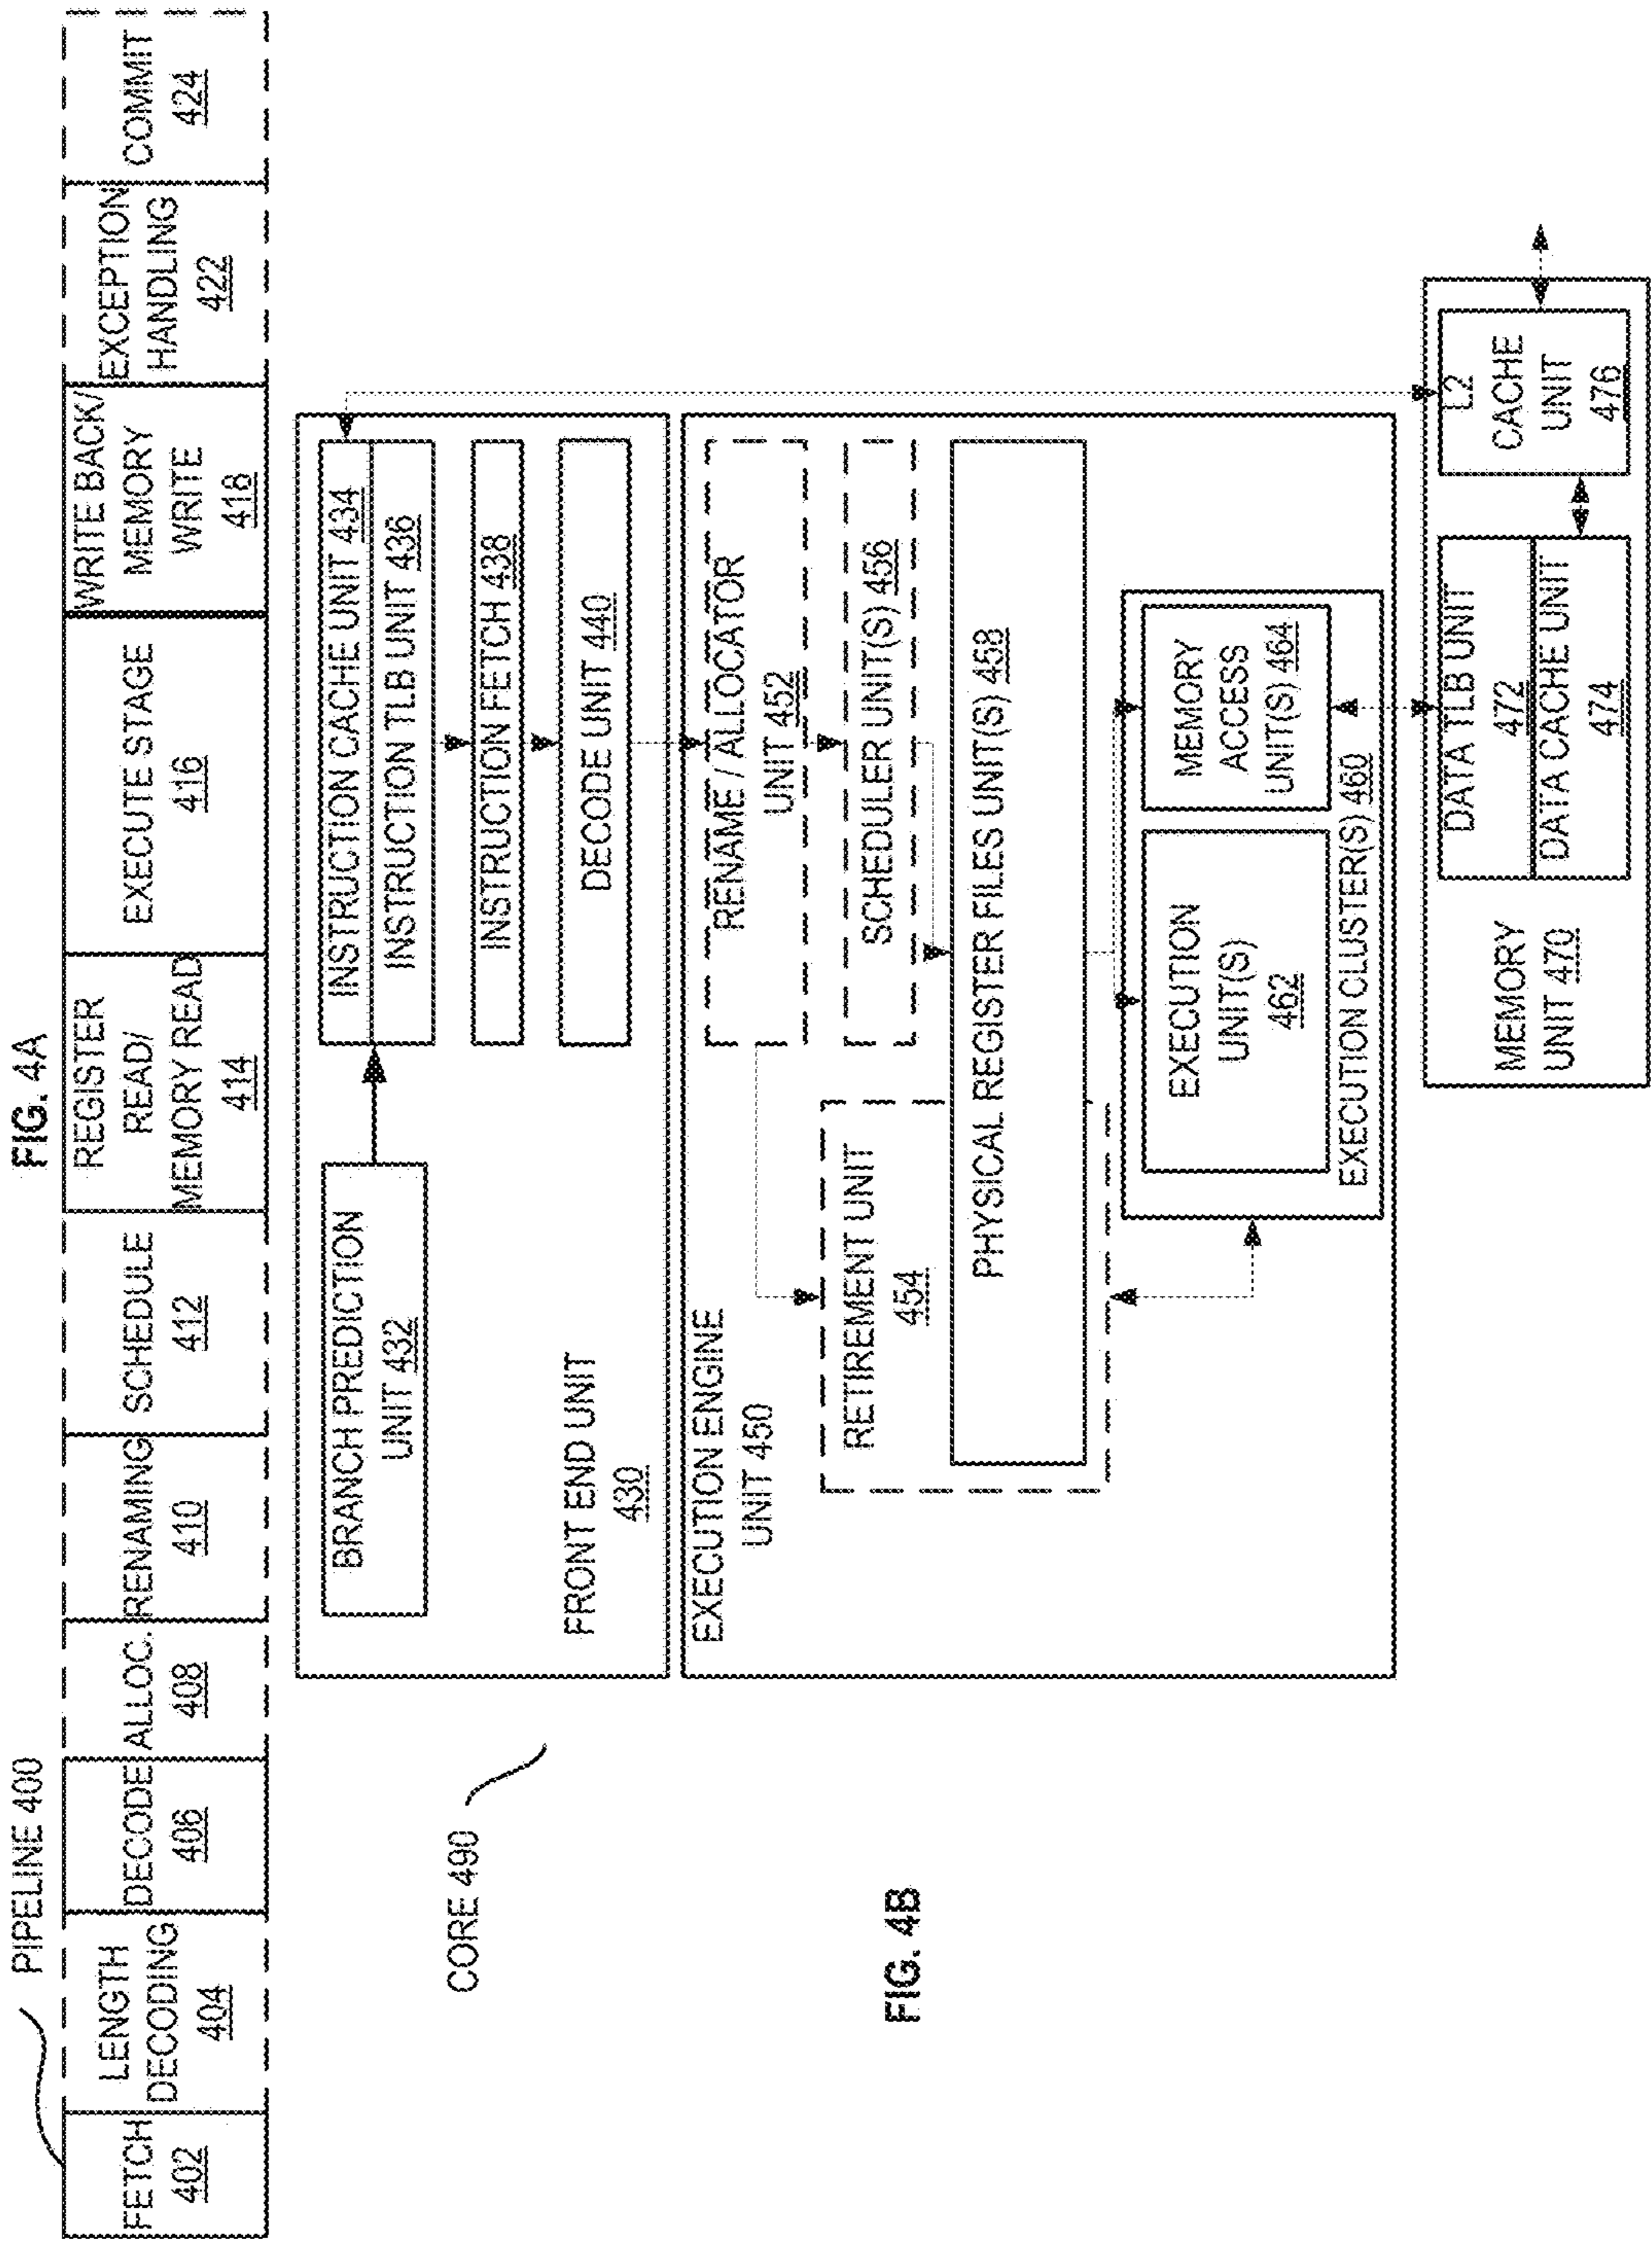 PIPELINE 400
FIG. 4A
FETCH
402
LENGTH
DECODING
404
DECODE
406
ALLOC.
408
RENAMING
410
SCHEDULE
412
REGISTER
READ/
MEMORY READ
414
EXECUTE STAGE
416
WRITE BACK/
MEMORY
WRITE
418
EXCEPTION
HANDLING
422
COMMIT
424
CORE 490
BRANCH PREDICTION
UNIT 432
INSTRUCTION CACHE UNIT 434
INSTRUCTION TLB UNIT 436
INSTRUCTION FETCH 438
DECODE UNIT 440
FRONT END UNIT
430
EXECUTION ENGINE
UNIT 450
RENAME / ALLOCATOR
UNIT 452
SCHEDULER UNIT(S) 456
RETIREMENT UNIT
454
PHYSICAL REGISTER FILES UNIT(S) 458
EXECUTION
UNIT(S)
462
MEMORY
ACCESS
UNIT(S) 464
EXECUTION CLUSTER(S) 460
MEMORY
UNIT 470
DATA TLB UNIT
472
DATA CACHE UNIT
474
L2
CACHE
UNIT
476
FIG. 4B